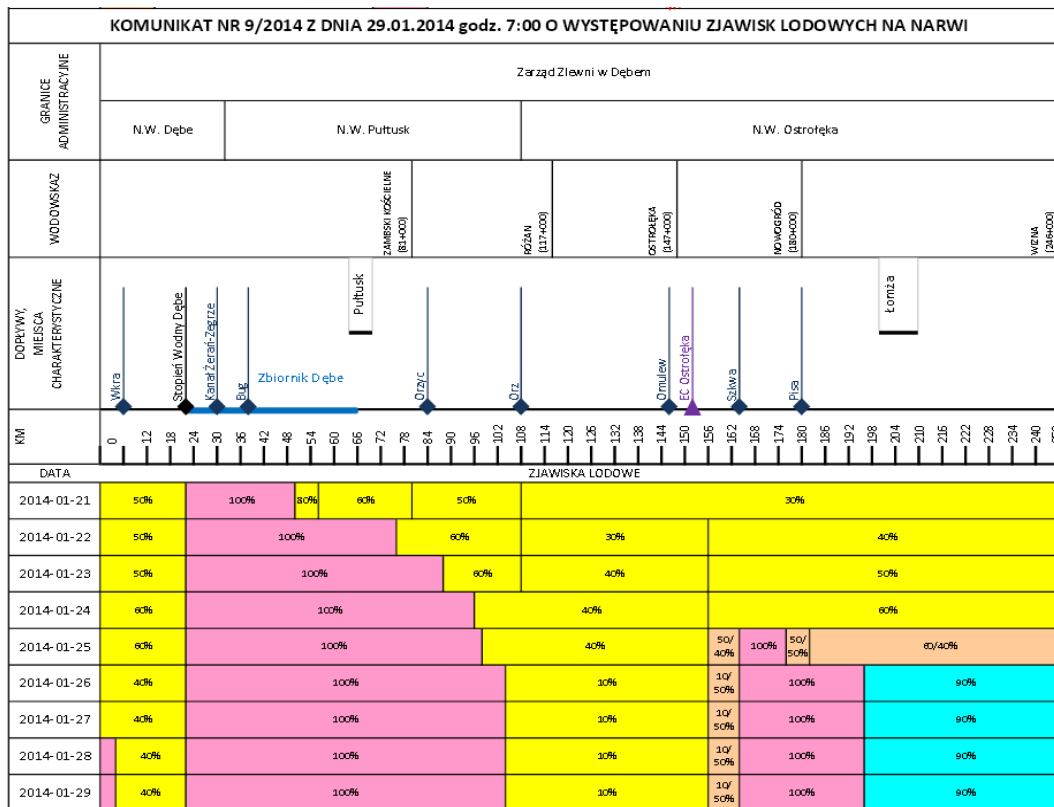 KOMUNIKAT NR 9/2014 Z DNIA 29.01.2014 godz. 7:00 O WYSTĘPOWANIU ZJAWISK LODOWYCH NA NARWI
GRANICE
ADMINISTRACYJNE
Zarząd Zlewni w Dębem
N.W. Dębe
N.W. Pułtusk
N.W. Ostrołęka
WODOWSKAZ
ZAMBSKI KOŚCIELNE
(81+000)
RÓŻAN
(117+000)
OSTROŁĘKA
(147+000)
NOWOGRÓD
(180+000)
WIZNA
(246+000)
DOPŁYWY,
MIEJSCA
CHARAKTERYSTYCZNE
Wkra
Stopień Wodny Dębe
Kanał Żerań-Zegrze
Bug
Zbiornik Dębe
Pułtusk
Orzyc
Orz
Omulew
EC Ostrołęka
Szkwa
Pisa
Łomża
KM
0 12 18 24 30 36 42 48 54 60 66 72 78 84 90 96 102 108 114 120 126 132 138 144 150 156 162 168 174 180 186 192 198 204 210 216 222 228 234 240
DATA
ZJAWISKA LODOWE
2014-01-21 50% 100% 80% 60% 50% 30%
2014-01-22 50% 100% 60% 30% 40%
2014-01-23 50% 100% 60% 40% 50%
2014-01-24 60% 100% 40% 60%
2014-01-25 60% 100% 40% 50/40% 100% 50/50% 60/40%
2014-01-26 40% 100% 10% 10/50% 100% 90%
2014-01-27 40% 100% 10% 10/50% 100% 90%
2014-01-28 40% 100% 10% 10/50% 100% 90%
2014-01-29 40% 100% 10% 10/50% 100% 90%